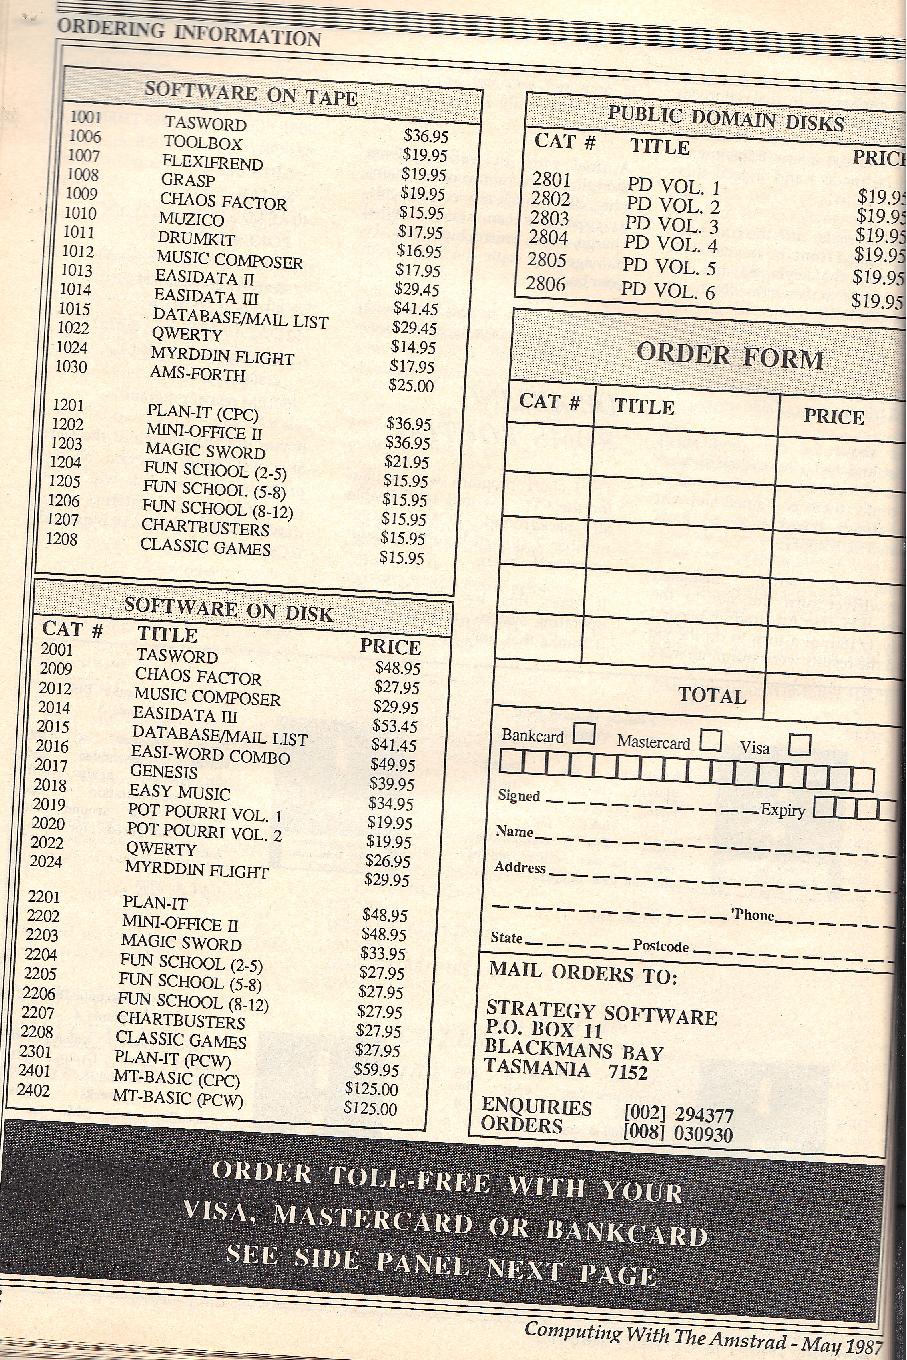 ORDERING INFORMATION
SOFTWARE ON TAPE
1001 TASWORD $36.95
1006 TOOLBOX $19.95
1007 FLEXIFREND $19.95
1008 GRASP $19.95
1009 CHAOS FACTOR $15.95
1010 MUZICO $17.95
1011 DRUMKIT $16.95
1012 MUSIC COMPOSER $17.95
1013 EASIDATA II $29.45
1014 EASIDATA III $41.45
1015 DATABASE/MAIL LIST $29.45
1022 QWERTY $14.95
1024 MYRDDIN FLIGHT $17.95
1030 AMS-FORTH $25.00
1201 PLAN-IT (CPC) $36.95
1202 MINI-OFFICE II $36.95
1203 MAGIC SWORD $21.95
1204 FUN SCHOOL (2-5) $15.95
1205 FUN SCHOOL (5-8) $15.95
1206 FUN SCHOOL (8-12) $15.95
1207 CHARTBUSTERS $15.95
1208 CLASSIC GAMES $15.95
SOFTWARE ON DISK
CAT # TITLE PRICE
2001 TASWORD $48.95
2009 CHAOS FACTOR $27.95
2012 MUSIC COMPOSER $29.95
2014 EASIDATA III $53.45
2015 DATABASE/MAIL LIST $41.45
2016 EASI-WORD COMBO $49.95
2017 GENESIS $39.95
2018 EASY MUSIC $34.95
2019 POT POURRI VOL. 1 $19.95
2020 POT POURRI VOL. 2 $19.95
2022 QWERTY $26.95
2024 MYRDDIN FLIGHT $29.95
2201 PLAN-IT $48.95
2202 MINI-OFFICE II $48.95
2203 MAGIC SWORD $33.95
2204 FUN SCHOOL (2-5) $27.95
2205 FUN SCHOOL (5-8) $27.95
2206 FUN SCHOOL (8-12) $27.95
2207 CHARTBUSTERS $27.95
2208 CLASSIC GAMES $27.95
2301 PLAN-IT (PCW) $59.95
2401 MT-BASIC (CPC) $125.00
2402 MT-BASIC (PCW) $125.00
PUBLIC DOMAIN DISKS
CAT # TITLE PRICE
2801 PD VOL. 1 $19.95
2802 PD VOL. 2 $19.95
2803 PD VOL. 3 $19.95
2804 PD VOL. 4 $19.95
2805 PD VOL. 5 $19.95
2806 PD VOL. 6 $19.95
ORDER FORM
CAT # TITLE PRICE
TOTAL
Bankcard Mastercard Visa
Signed Expiry
Name
Address
'Phone
State Postcode
MAIL ORDERS TO:
STRATEGY SOFTWARE
P.O. BOX 11
BLACKMANS BAY
TASMANIA 7152
ENQUIRIES [002] 294377
ORDERS [008] 030930
ORDER TOLL-FREE WITH YOUR
VISA, MASTERCARD OR BANKCARD
SEE SIDE PANEL NEXT PAGE
Computing With The Amstrad - May 1987